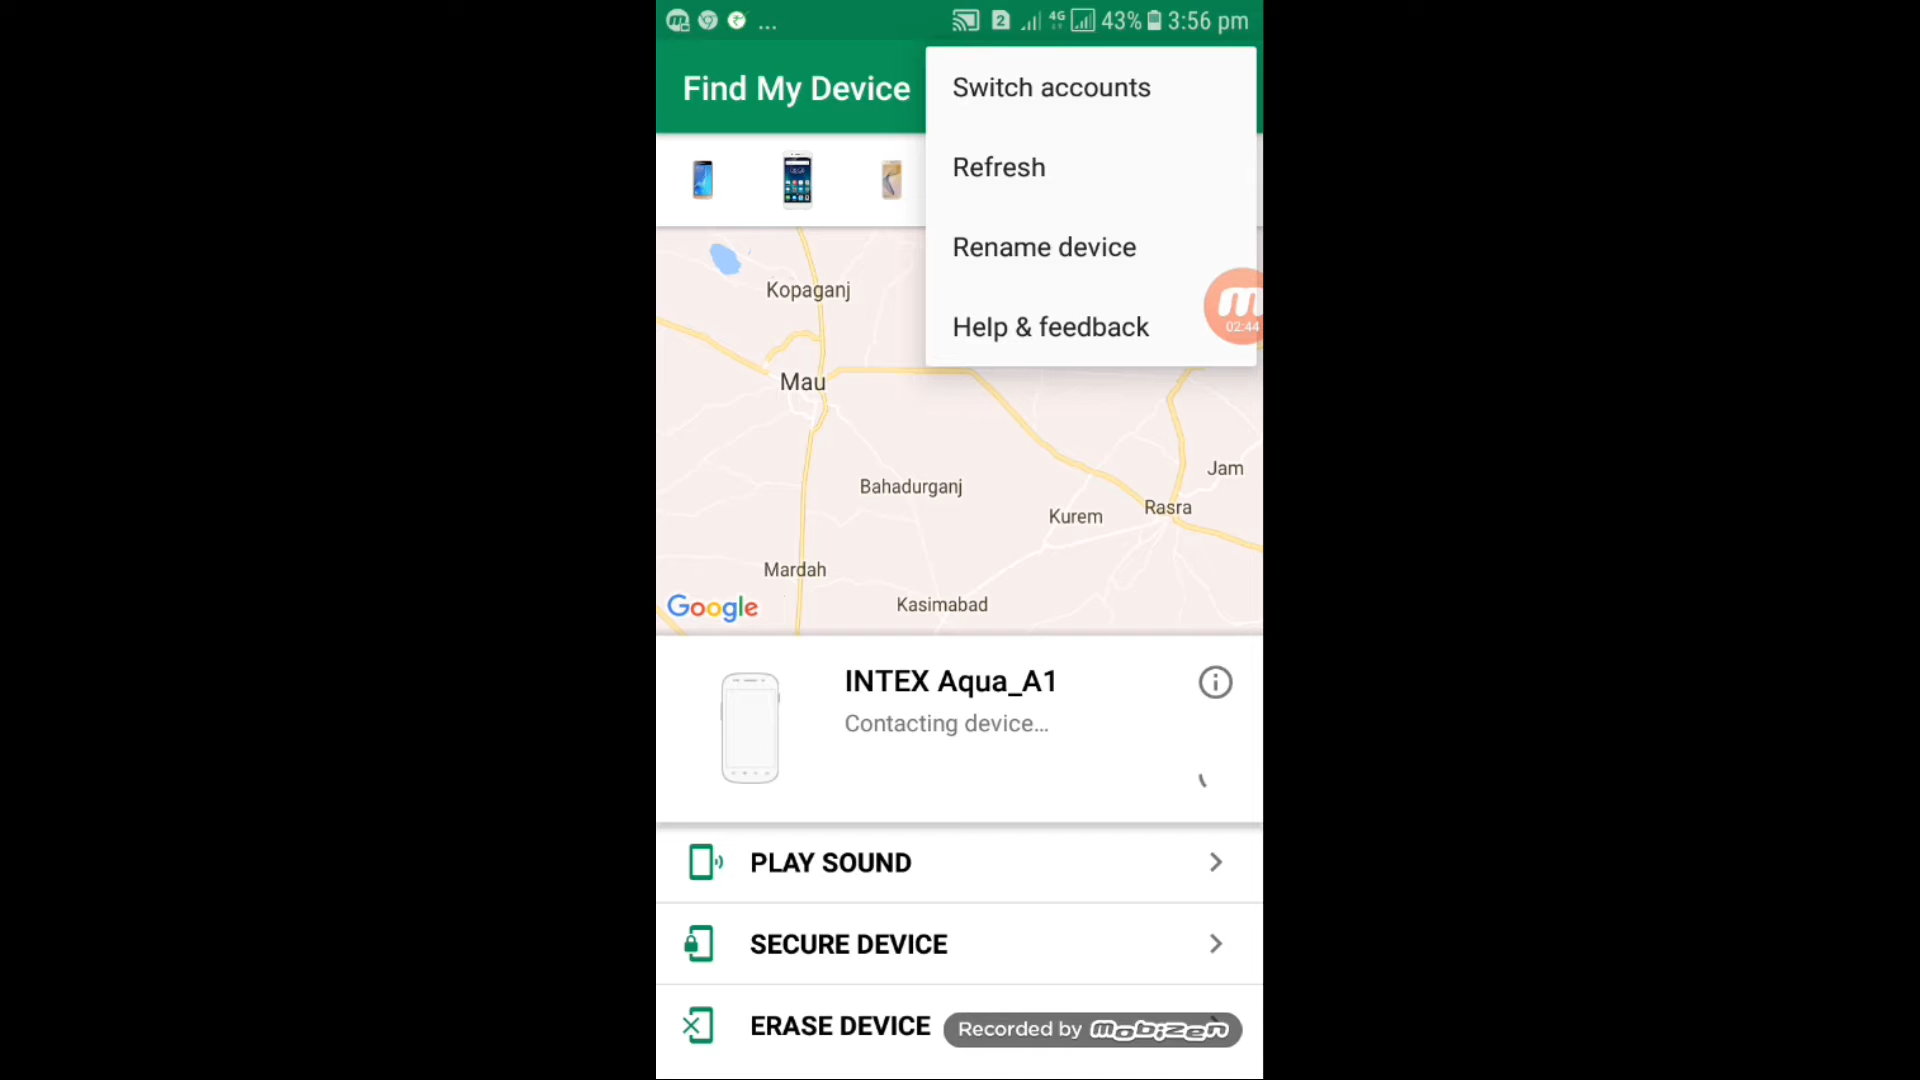 ... 2 4G 43% 3:56 pm
Find My Device
Switch accounts
Refresh
Rename device
Help & feedback
02:44
Kopaganj
Mau
Bahadurganj
Jam
Rasra
Kurem
Mardah
Kasimabad
Google
INTEX Aqua_A1
Contacting device...
PLAY SOUND
SECURE DEVICE
ERASE DEVICE
Recorded by mobizen